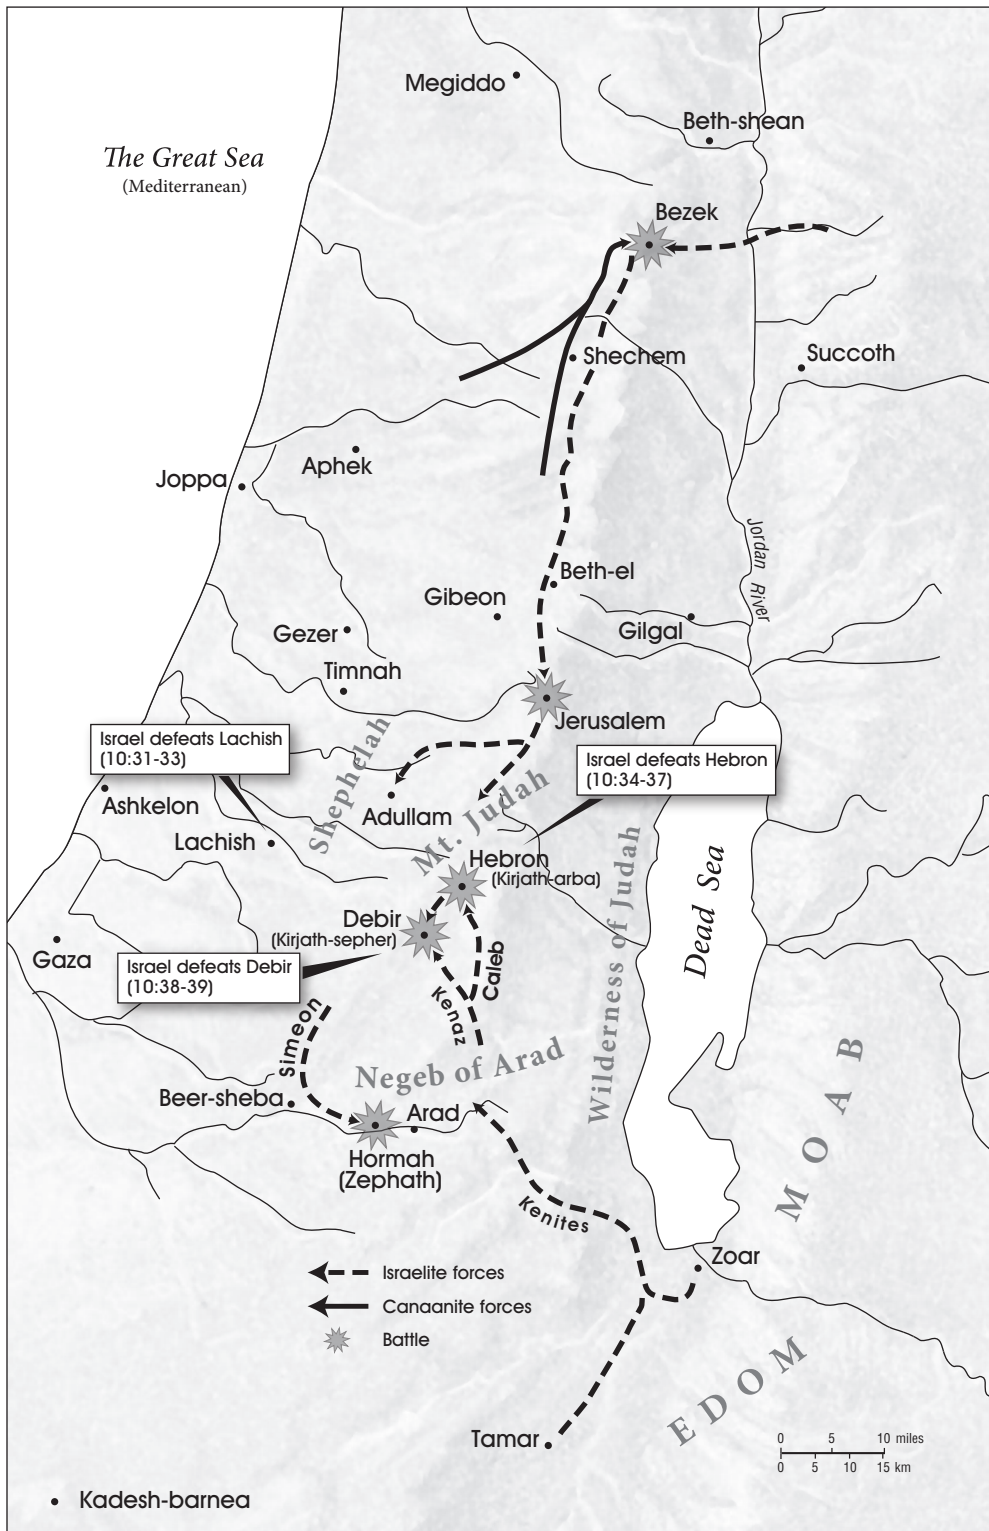 Megiddo
Beth-shean
The Great Sea
(Mediterranean)
Bezek
Shechem
Succoth
Aphek
Joppa
Jordan River
Beth-el
Gibeon
Gezer
Gilgal
Timnah
Jerusalem
Israel defeats Lachish
(10:31-33)
Israel defeats Hebron
(10:34-37)
Shephelah
Ashkelon
Adullam
Mt. Judah
Lachish
Hebron
(Kirjath-arba)
Wilderness of Judah
Dead Sea
Debir
(Kirjath-sepher)
Gaza
Israel defeats Debir
(10:38-39)
Caleb
Kenaz
Simeon
Negeb of Arad
MOAB
Beer-sheba
Arad
Hormah
(Zephath)
Kenites
Zoar
Israelite forces
Canaanite forces
Battle
EDOM
Tamar
0 5 10 miles
0 5 10 15 km
Kadesh-barnea